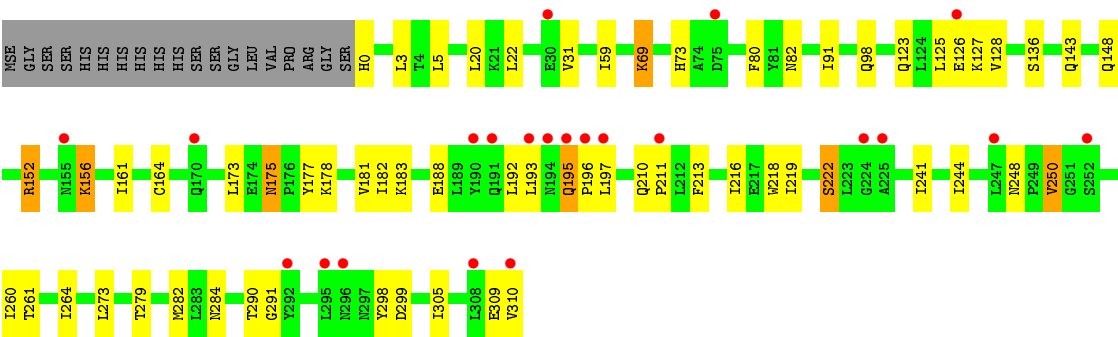 MSE GLY SER SER HIS HIS HIS HIS HIS HIS SER SER GLY LEU VAL PRO ARG GLY SER H0 L3 T4 L5 L20 K21 L22 E30 V31 I59 K69 H73 A74 D75 F80 Y81 N82 I91 Q98 Q123 L124 L125 E126 K127 V128 S136 Q143 Q148
R152 N155 K156 I161 C164 Q170 L173 E174 N175 P176 Y177 K178 V181 I182 K183 E188 L189 Y190 Q191 L192 L193 N194 Q195 P196 L197 Q210 P211 L212 F213 I216 E217 W218 I219 S222 L223 G224 A225 I241 I244 L247 N248 P249 V250 G251 S252
I260 T261 I264 L273 T279 M282 L283 N284 T290 G291 Y292 L295 N296 N297 Y298 D299 I305 L308 E309 V310